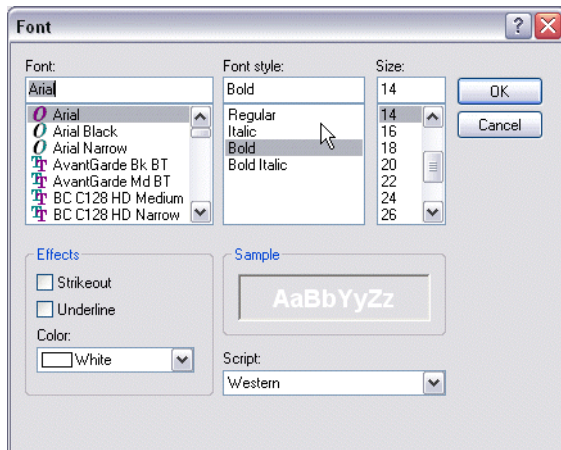 Font
Font: Font style: Size:
Arial Bold 14
OK
Cancel
Arial
Arial Black
Arial Narrow
AvantGarde Bk BT
AvantGarde Md BT
BC C128 HD Medium
BC C128 HD Narrow
Regular
Italic
Bold
Bold Italic
14
16
18
20
22
24
26
Effects
Strikeout
Underline
Color:
White
Sample
AaBbYyZz
Script:
Western